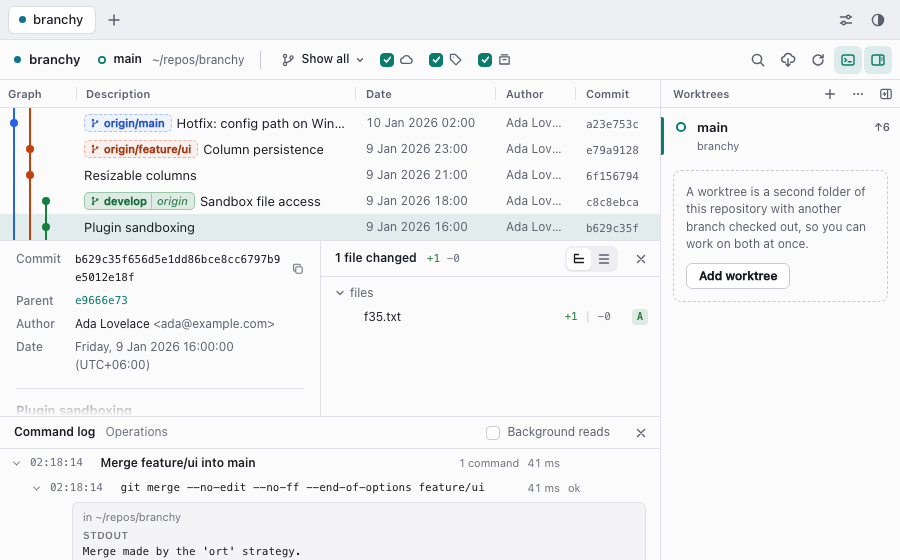 branchy
branchy main ~/repos/branchy Show all
Graph Description Date Author Commit
origin/main Hotfix: config path on Win... 10 Jan 2026 02:00 Ada Lov... a23e753c
origin/feature/ui Column persistence 9 Jan 2026 23:00 Ada Lov... e79a9128
Resizable columns 9 Jan 2026 21:00 Ada Lov... 6f156794
develop origin Sandbox file access 9 Jan 2026 18:00 Ada Lov... c8c8ebca
Plugin sandboxing 9 Jan 2026 16:00 Ada Lov... b629c35f
Commit b629c35f656d5e1dd86bce8cc6797b9
e5012e18f
Parent e9666e73
Author Ada Lovelace <ada@example.com>
Date Friday, 9 Jan 2026 16:00:00
(UTC+06:00)
Plugin sandboxing
1 file changed +1 −0
files
f35.txt +1 −0 A
Worktrees
main ↑6
branchy
A worktree is a second folder of
this repository with another
branch checked out, so you can
work on both at once.
Add worktree
Command log Operations Background reads
02:18:14 Merge feature/ui into main 1 command 41 ms
02:18:14 git merge --no-edit --no-ff --end-of-options feature/ui 41 ms ok
in ~/repos/branchy
STDOUT
Merge made by the 'ort' strategy.